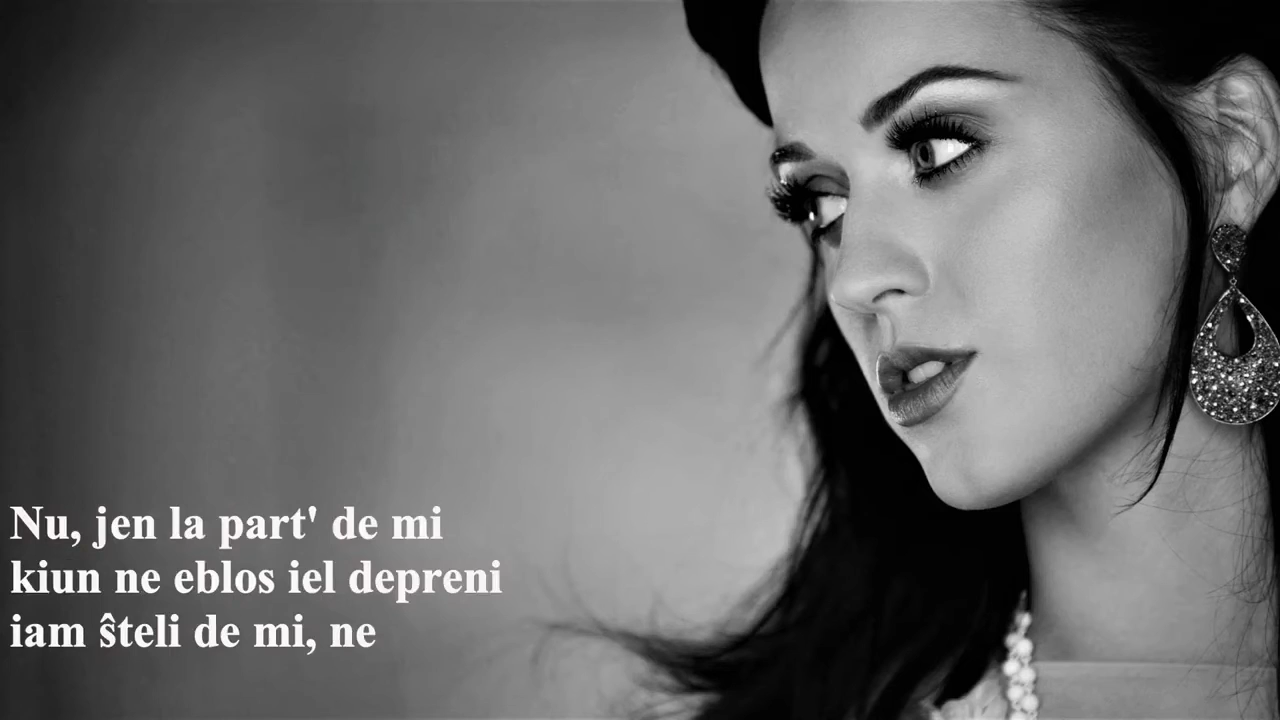 Nu, jen la part' de mi
kiun ne eblos iel depreni
iam ŝteli de mi, ne